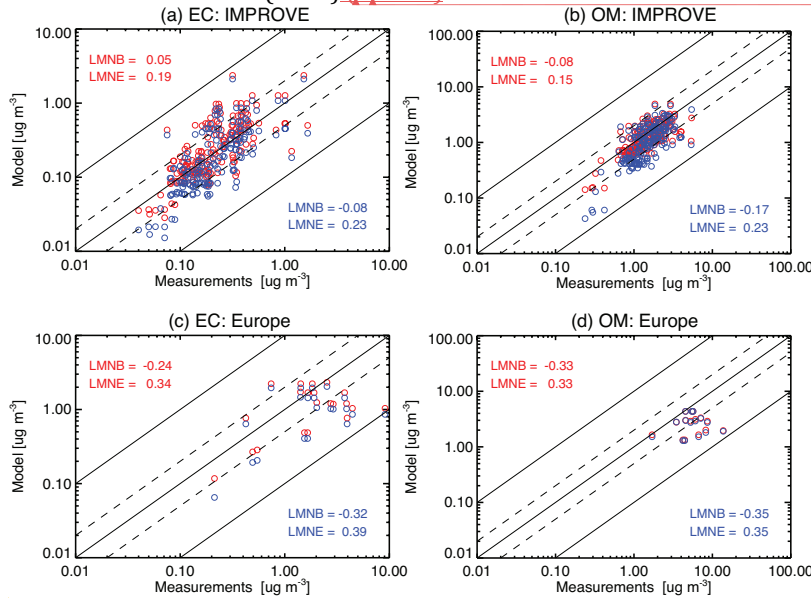 (a) EC: IMPROVE
10.00
1.00
0.10
0.01
Model [ug m-3]
LMNB = 0.05
LMNE = 0.19
LMNB = -0.08
LMNE = 0.23
0.01 0.10 1.00 10.00
Measurements [ug m-3]
(b) OM: IMPROVE
100.00
10.00
1.00
0.10
0.01
Model [ug m-3]
LMNB = -0.08
LMNE = 0.15
LMNB = -0.17
LMNE = 0.23
0.01 0.10 1.00 10.00 100.00
Measurements [ug m-3]
(c) EC: Europe
10.00
1.00
0.10
0.01
Model [ug m-3]
LMNB = -0.24
LMNE = 0.34
LMNB = -0.32
LMNE = 0.39
0.01 0.10 1.00 10.00
Measurements [ug m-3]
(d) OM: Europe
100.00
10.00
1.00
0.10
0.01
Model [ug m-3]
LMNB = -0.33
LMNE = 0.33
LMNB = -0.35
LMNE = 0.35
0.01 0.10 1.00 10.00 100.00
Measurements [ug m-3]